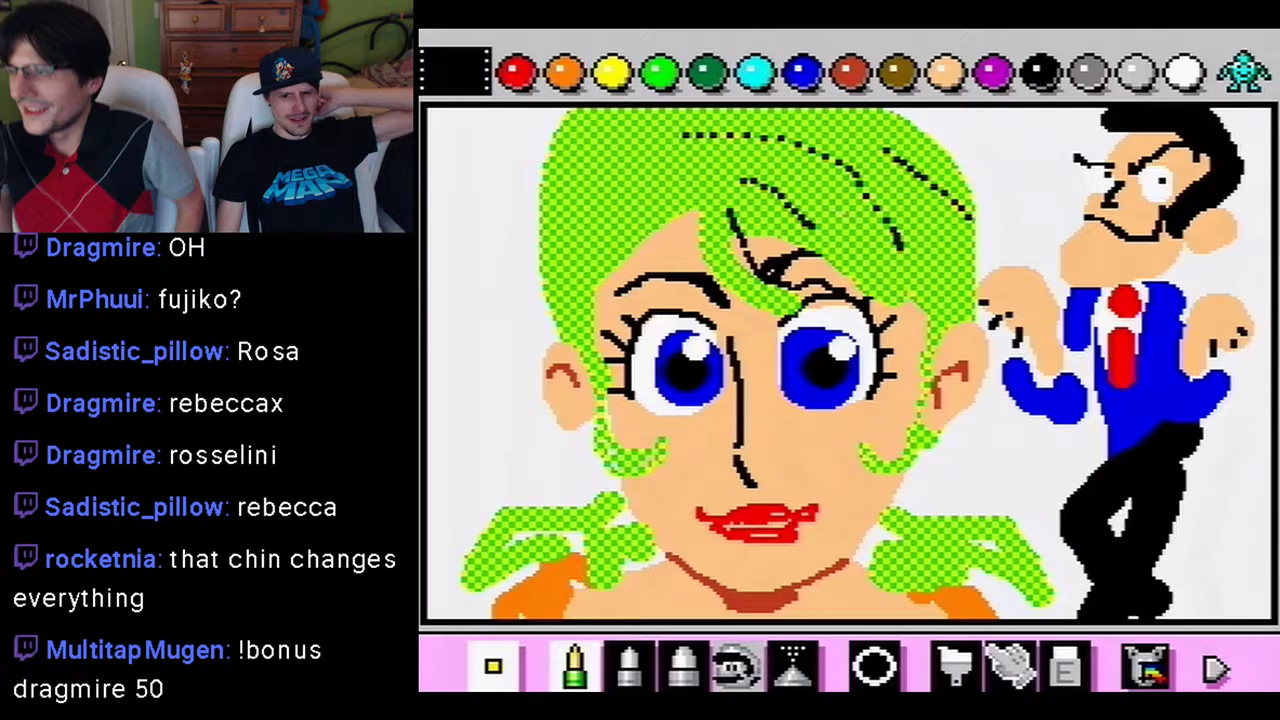 MEGA
MAN
Dragmire: OH
MrPhuui: fujiko?
Sadistic_pillow: Rosa
Dragmire: rebeccax
Dragmire: rosselini
Sadistic_pillow: rebecca
rocketnia: that chin changes
everything
MultitapMugen: !bonus
dragmire 50
E